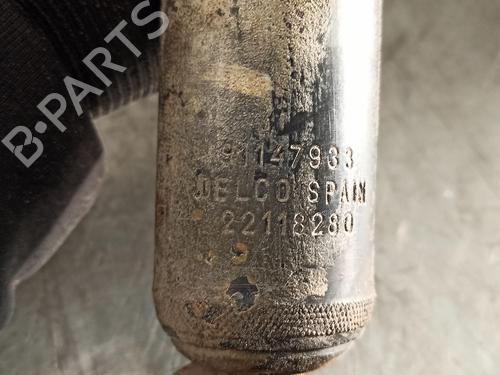 B-PARTS
91147933
DELCO SPAIN
22118280